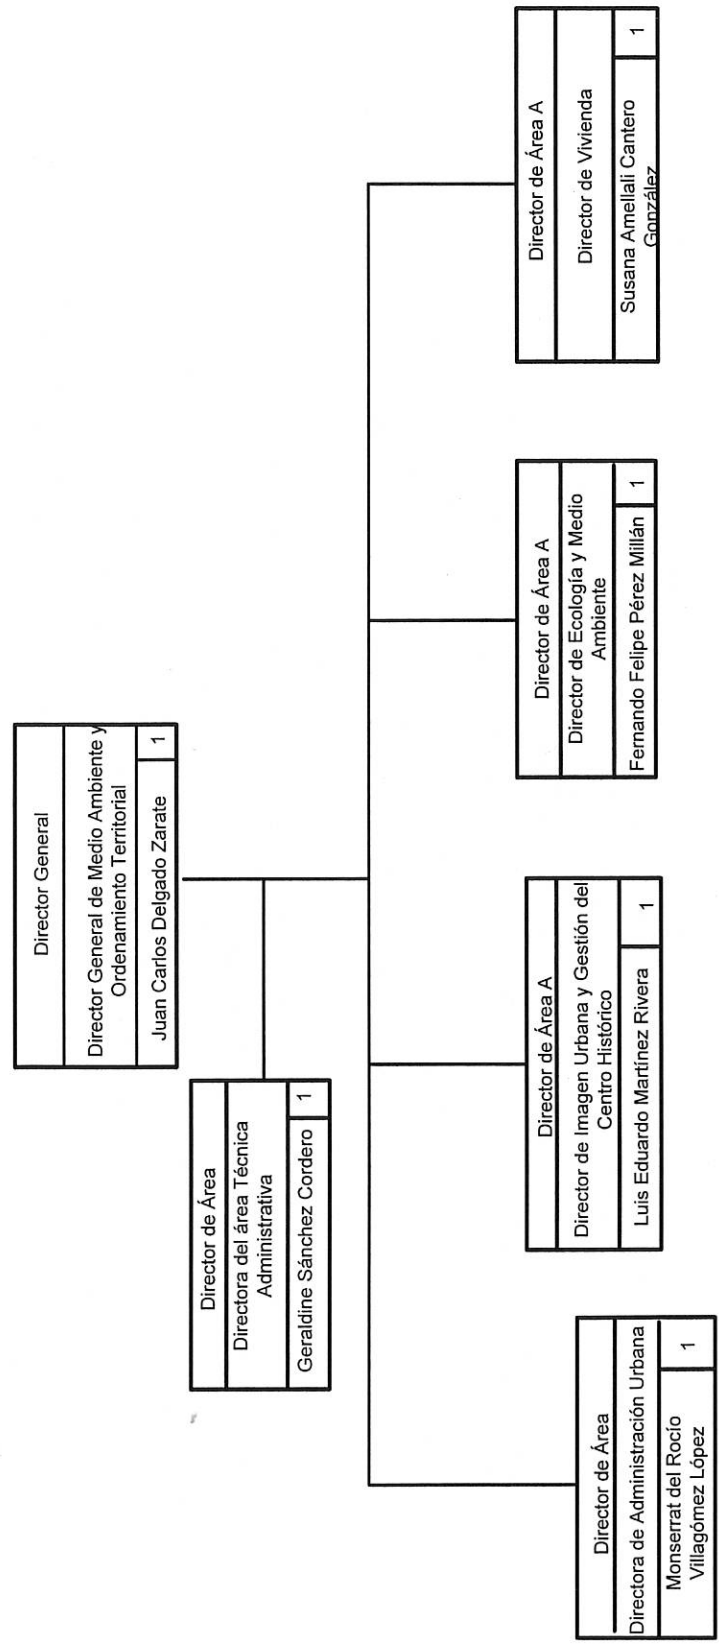 Director General
Director General de Medio Ambiente y
Ordenamiento Territorial
Juan Carlos Delgado Zarate
1
Director de Área
Directora del área Técnica
Administrativa
Geraldine Sánchez Cordero
1
Director de Área
Directora de Administración Urbana
Monserrat del Rocío
Villagómez López
1
Director de Área A
Director de Imagen Urbana y Gestión del
Centro Histórico
Luis Eduardo Martínez Rivera
1
Director de Área A
Director de Ecología y Medio
Ambiente
Fernando Felipe Pérez Millán
1
Director de Área A
Director de Vivienda
Susana Amellali Cantero
González
1